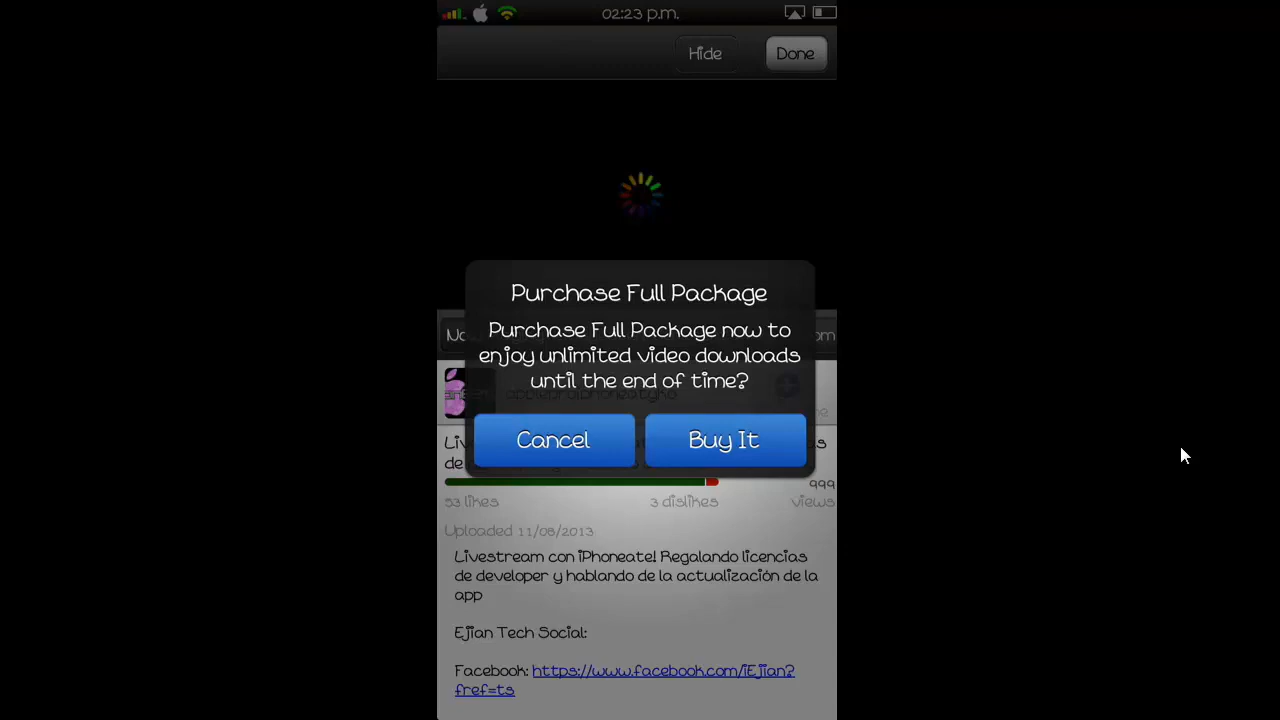 02:23 p.m.
Hide
Done
Purchase Full Package
Purchase Full Package now to
enjoy unlimited video downloads
until the end of time?
Cancel
Buy It
999
53 likes
3 dislikes
views
Uploaded 11/08/2013
Livestream con iPhoneate! Regalando licencias
de developer y hablando de la actualización de la
app
Ejian Tech Social:
Facebook: https://www.facebook.com/iEjian?
fref=ts